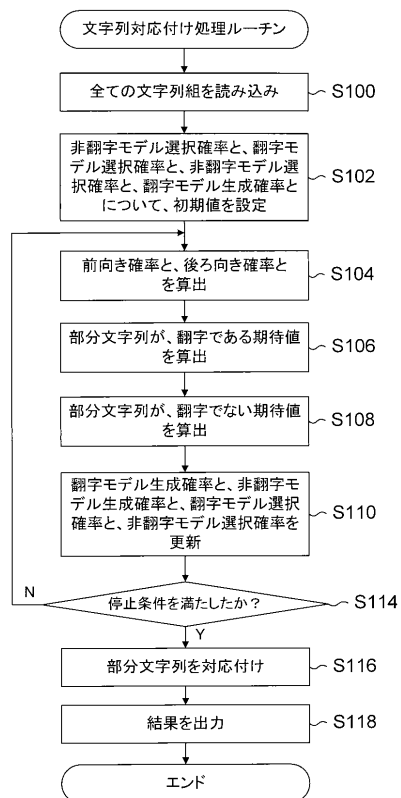 文字列対応付け処理ルーチン
全ての文字列組を読み込み
S100
非翻字モデル選択確率と、翻字モ
デル選択確率と、非翻字モデル選
択確率と、翻字モデル生成確率と
について、初期値を設定
S102
前向き確率と、後ろ向き確率と
を算出
S104
部分文字列が、翻字である期待値
を算出
S106
部分文字列が、翻字でない期待値
を算出
S108
翻字モデル生成確率と、非翻字モ
デル生成確率と、翻字モデル選択
確率と、非翻字モデル選択確率を
更新
S110
N
停止条件を満たしたか?
S114
Y
部分文字列を対応付け
S116
結果を出力
S118
エンド